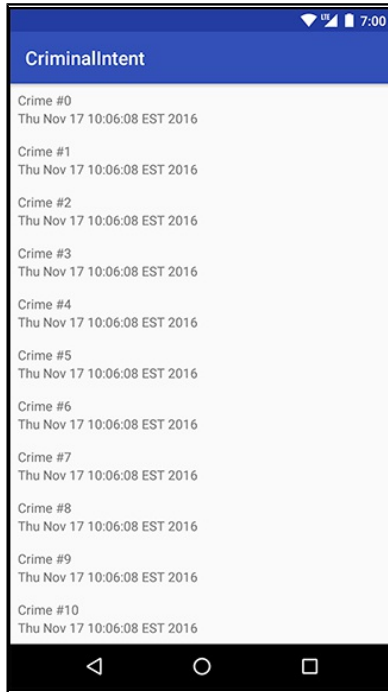 LTE 7:00
CriminalIntent
Crime #0
Thu Nov 17 10:06:08 EST 2016
Crime #1
Thu Nov 17 10:06:08 EST 2016
Crime #2
Thu Nov 17 10:06:08 EST 2016
Crime #3
Thu Nov 17 10:06:08 EST 2016
Crime #4
Thu Nov 17 10:06:08 EST 2016
Crime #5
Thu Nov 17 10:06:08 EST 2016
Crime #6
Thu Nov 17 10:06:08 EST 2016
Crime #7
Thu Nov 17 10:06:08 EST 2016
Crime #8
Thu Nov 17 10:06:08 EST 2016
Crime #9
Thu Nov 17 10:06:08 EST 2016
Crime #10
Thu Nov 17 10:06:08 EST 2016